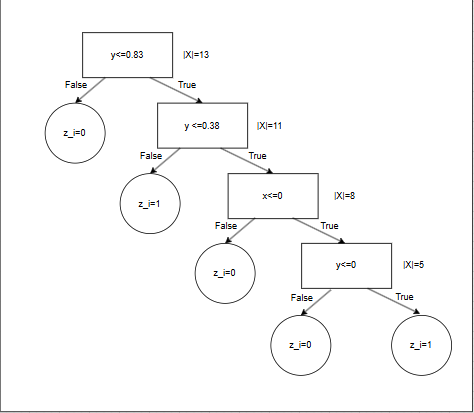 y<=0.83
|X|=13
False
True
z_i=0
y <=0.38
|X|=11
False
True
z_i=1
x<=0
|X|=8
False
True
z_i=0
y<=0
|X|=5
False
True
z_i=0
z_i=1